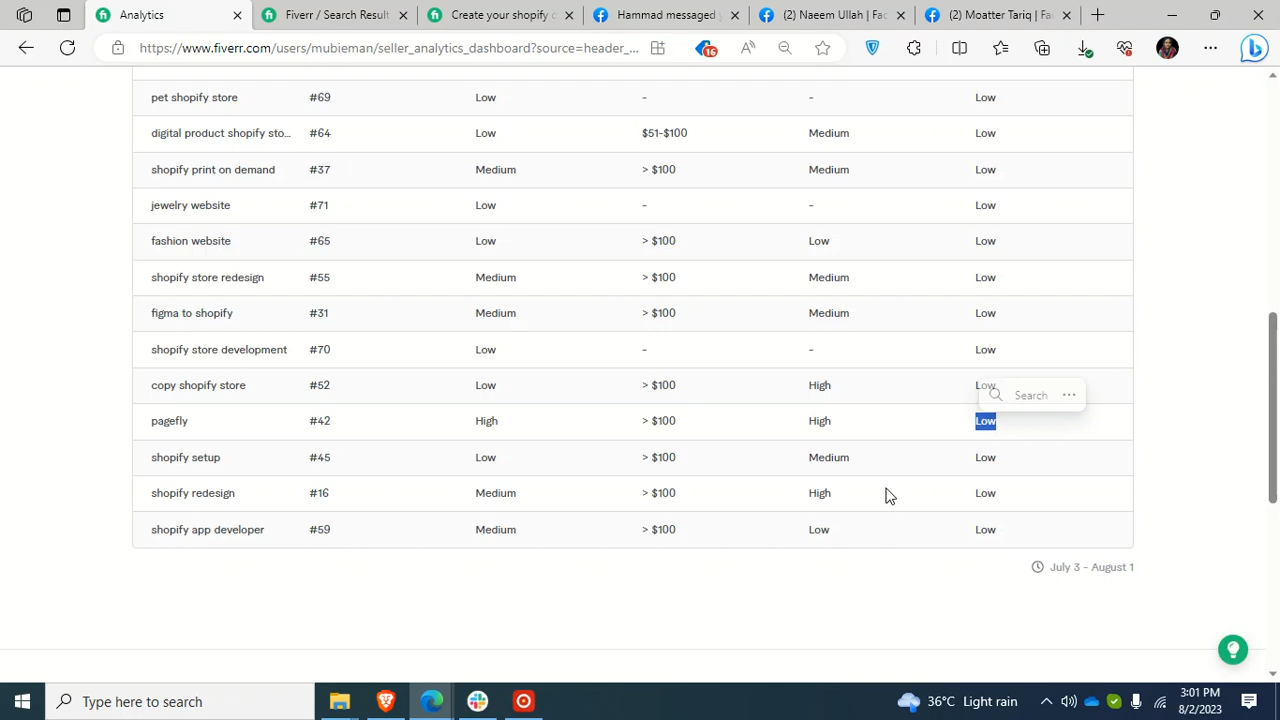 Analytics
Fiverr / Search Result
Create your shopify c
Hammad messaged y
(2) Naeem Ullah | Fac
(2) Moatter Tariq | Fac
https://www.fiverr.com/users/mubieman/seller_analytics_dashboard?source=header_...
16
pet shopify store #69 Low - - Low
digital product shopify sto... #64 Low $51-$100 Medium Low
shopify print on demand #37 Medium > $100 Medium Low
jewelry website #71 Low - - Low
fashion website #65 Low > $100 Low Low
shopify store redesign #55 Medium > $100 Medium Low
figma to shopify #31 Medium > $100 Medium Low
shopify store development #70 Low - - Low
copy shopify store #52 Low > $100 High Low
Search
pagefly #42 High > $100 High Low
shopify setup #45 Low > $100 Medium Low
shopify redesign #16 Medium > $100 High Low
shopify app developer #59 Medium > $100 Low Low
July 3 - August 1
Type here to search
36°C Light rain
3:01 PM
8/2/2023